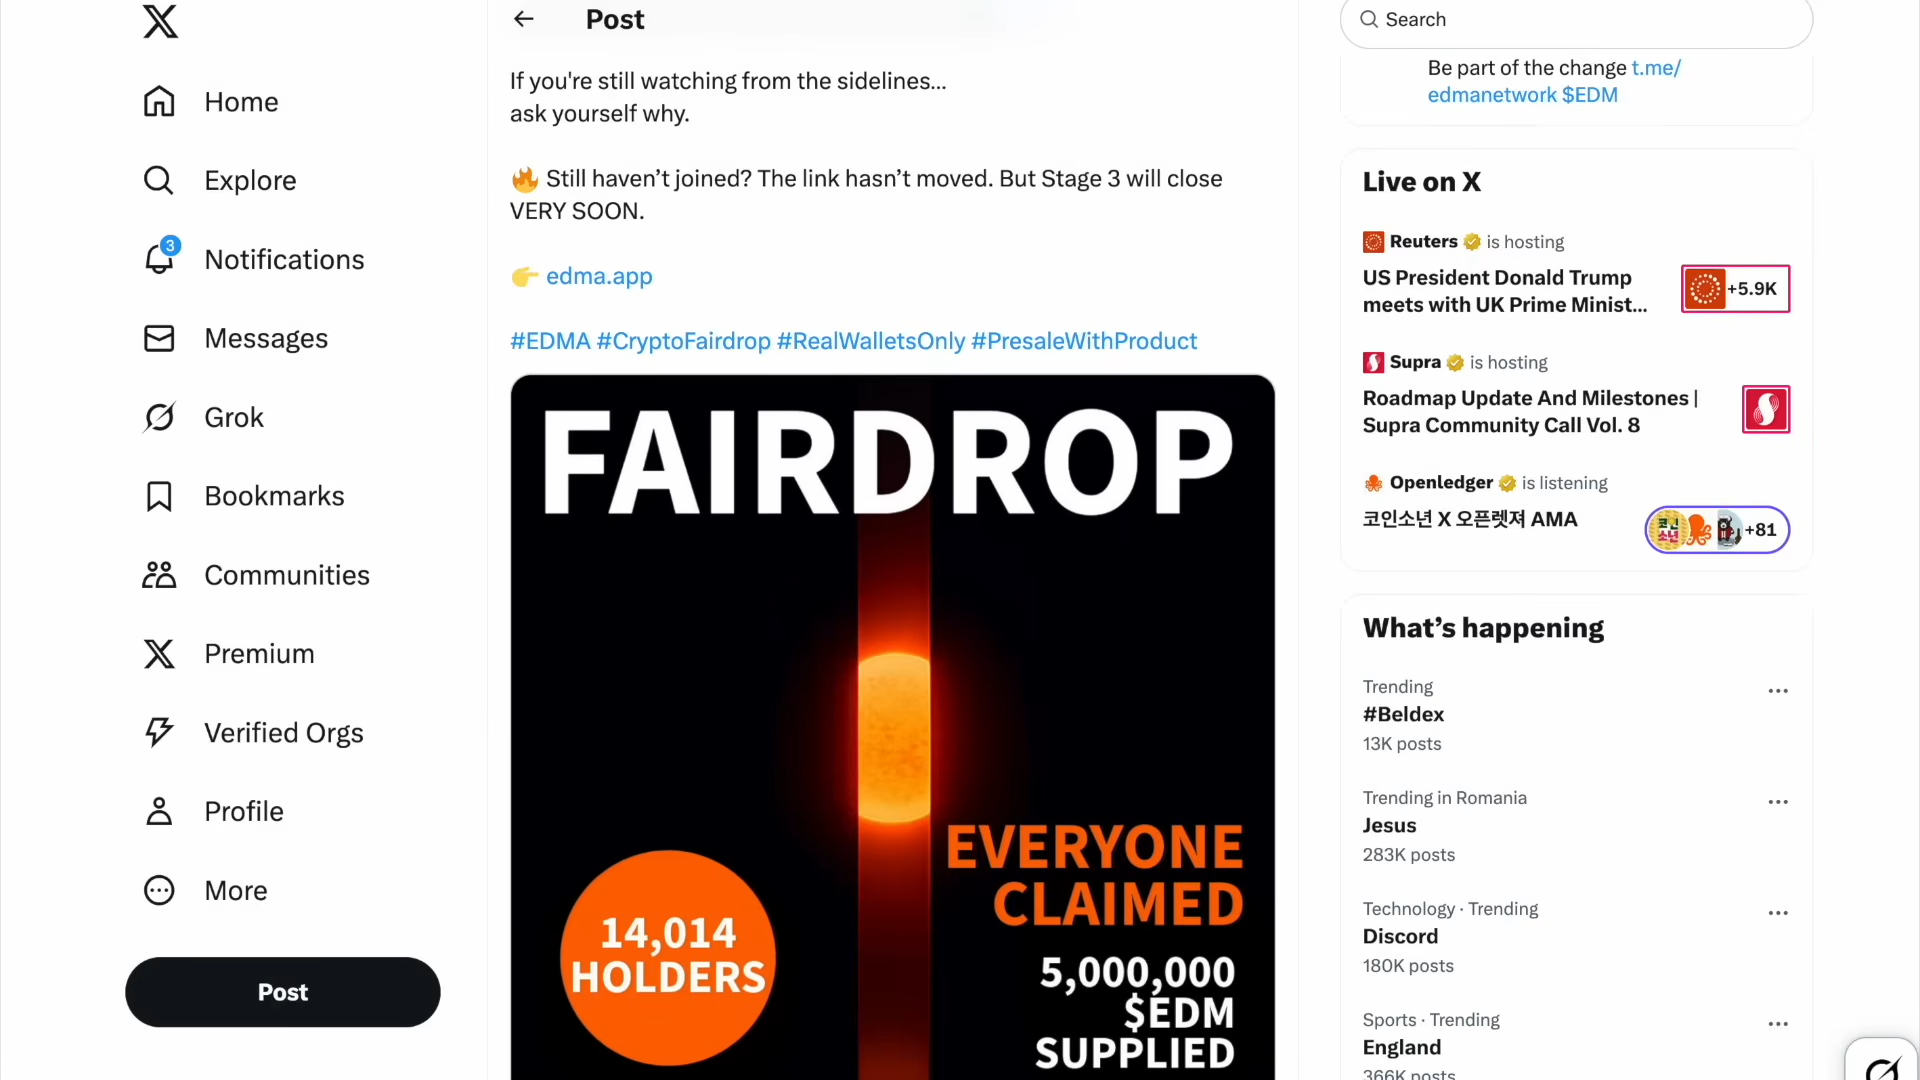 Home
Explore
3
Notifications
Messages
Grok
Bookmarks
Communities
Premium
Verified Orgs
Profile
More
Post
Post
If you're still watching from the sidelines...
ask yourself why.
🔥 Still haven’t joined? The link hasn’t moved. But Stage 3 will close
VERY SOON.
👉 edma.app
#EDMA #CryptoFairdrop #RealWalletsOnly #PresaleWithProduct
FAIRDROP
EVERYONE
CLAIMED
14,014
HOLDERS
5,000,000
$EDM
SUPPLIED
Search
Be part of the change t.me/
edmanetwork $EDM
Live on X
Reuters is hosting
US President Donald Trump
meets with UK Prime Minist...
+5.9K
Supra is hosting
Roadmap Update And Milestones |
Supra Community Call Vol. 8
Openledger is listening
코인소년 X 오픈렛져 AMA
코인
소년
+81
What’s happening
Trending
#Beldex
13K posts
Trending in Romania
Jesus
283K posts
Technology · Trending
Discord
180K posts
Sports · Trending
England
366K posts